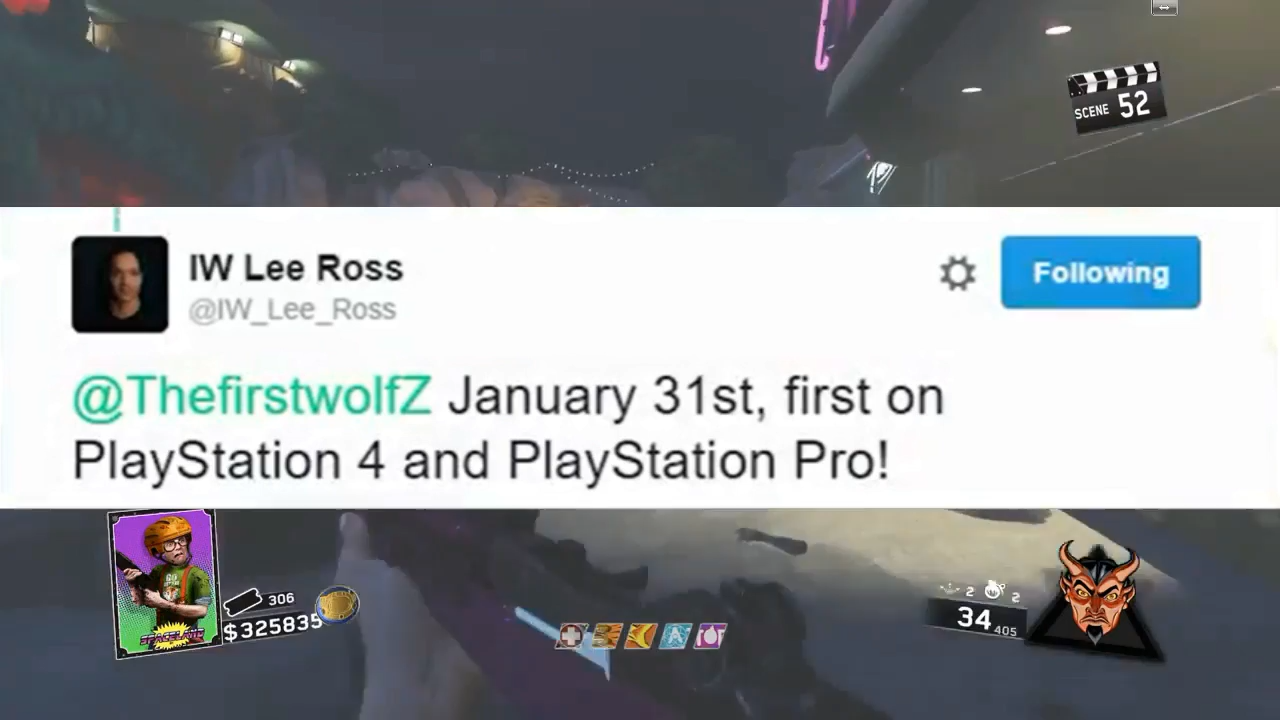 SCENE 52
IW Lee Ross
Following
@IW_Lee_Ross
@ThefirstwolfZ January 31st, first on
PlayStation 4 and PlayStation Pro!
SPACELAND
306
$325835
2 2
34 405